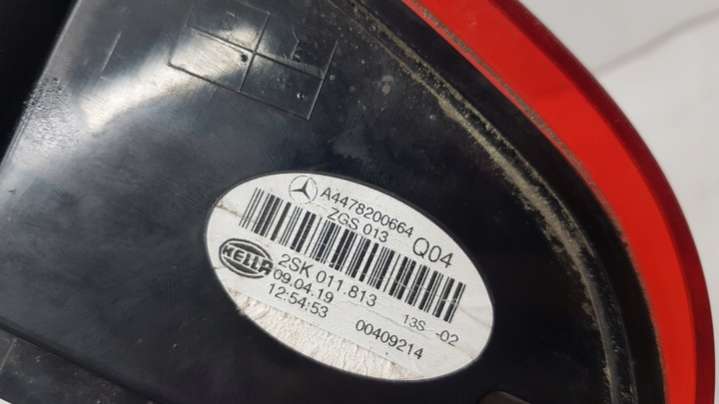 A4478200664
ZGS 013
Q04
HELLA
2SK 011.813
09.04.19
13S -02
12:54:53
00409214